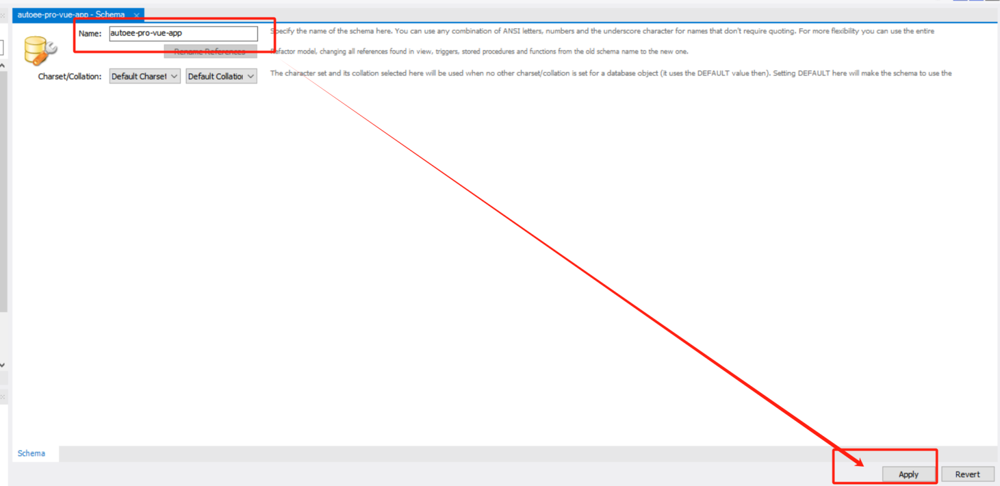 autoee-pro-vue-app - Schema
Name: autoee-pro-vue-app Specify the name of the schema here. You can use any combination of ANSI letters, numbers and the underscore character for names that don't require quoting. For more flexibility you can use the entire
Rename References Refactor model, changing all references found in view, triggers, stored procedures and functions from the old schema name to the new one.
Charset/Collation: Default Charset Default Collation The character set and its collation selected here will be used when no other charset/collation is set for a database object (it uses the DEFAULT value then). Setting DEFAULT here will make the schema to use the
Schema
Apply Revert